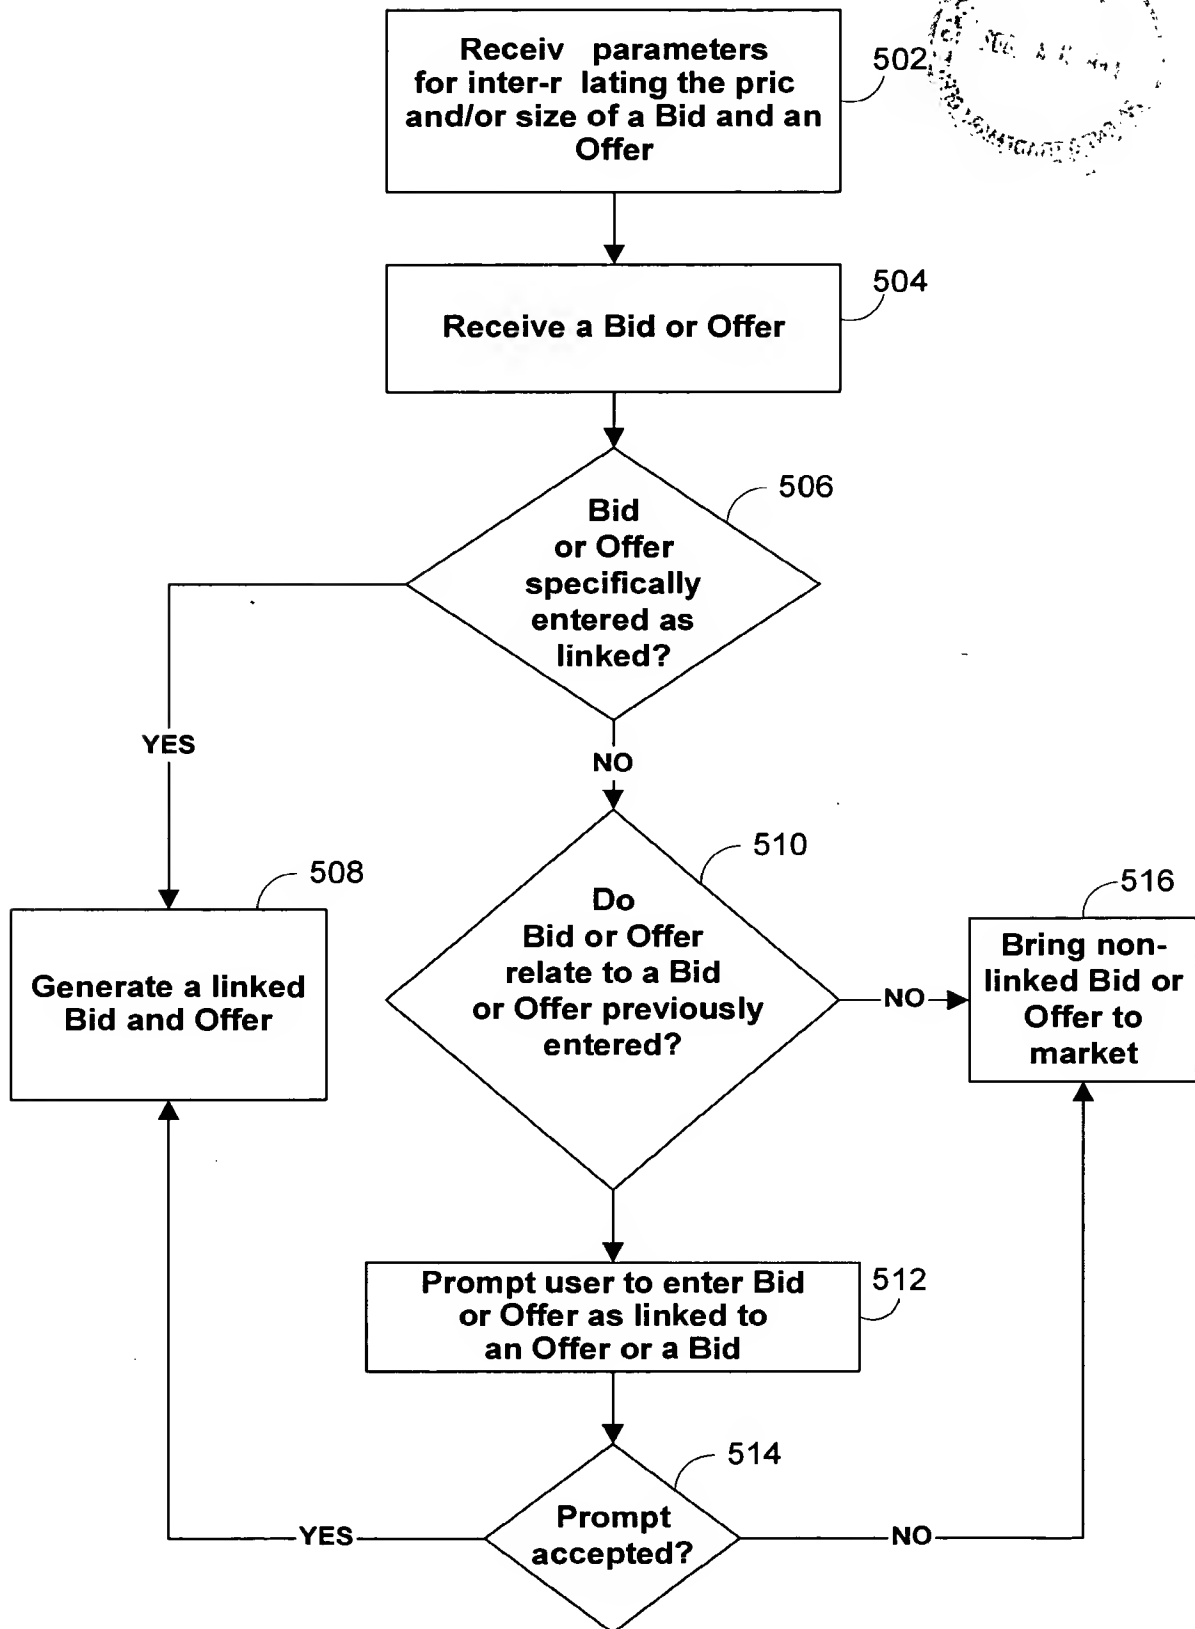 Receiv parameters
for inter-r lating the pric
and/or size of a Bid and an
Offer
502
504
Receive a Bid or Offer
506
Bid
or Offer
specifically
entered as
linked?
YES
NO
510
508
516
Do
Bid or Offer
relate to a Bid
or Offer previously
entered?
Generate a linked
Bid and Offer
NO
Bring non-
linked Bid or
Offer to
market
Prompt user to enter Bid
or Offer as linked to
an Offer or a Bid
512
514
Prompt
accepted?
YES
NO